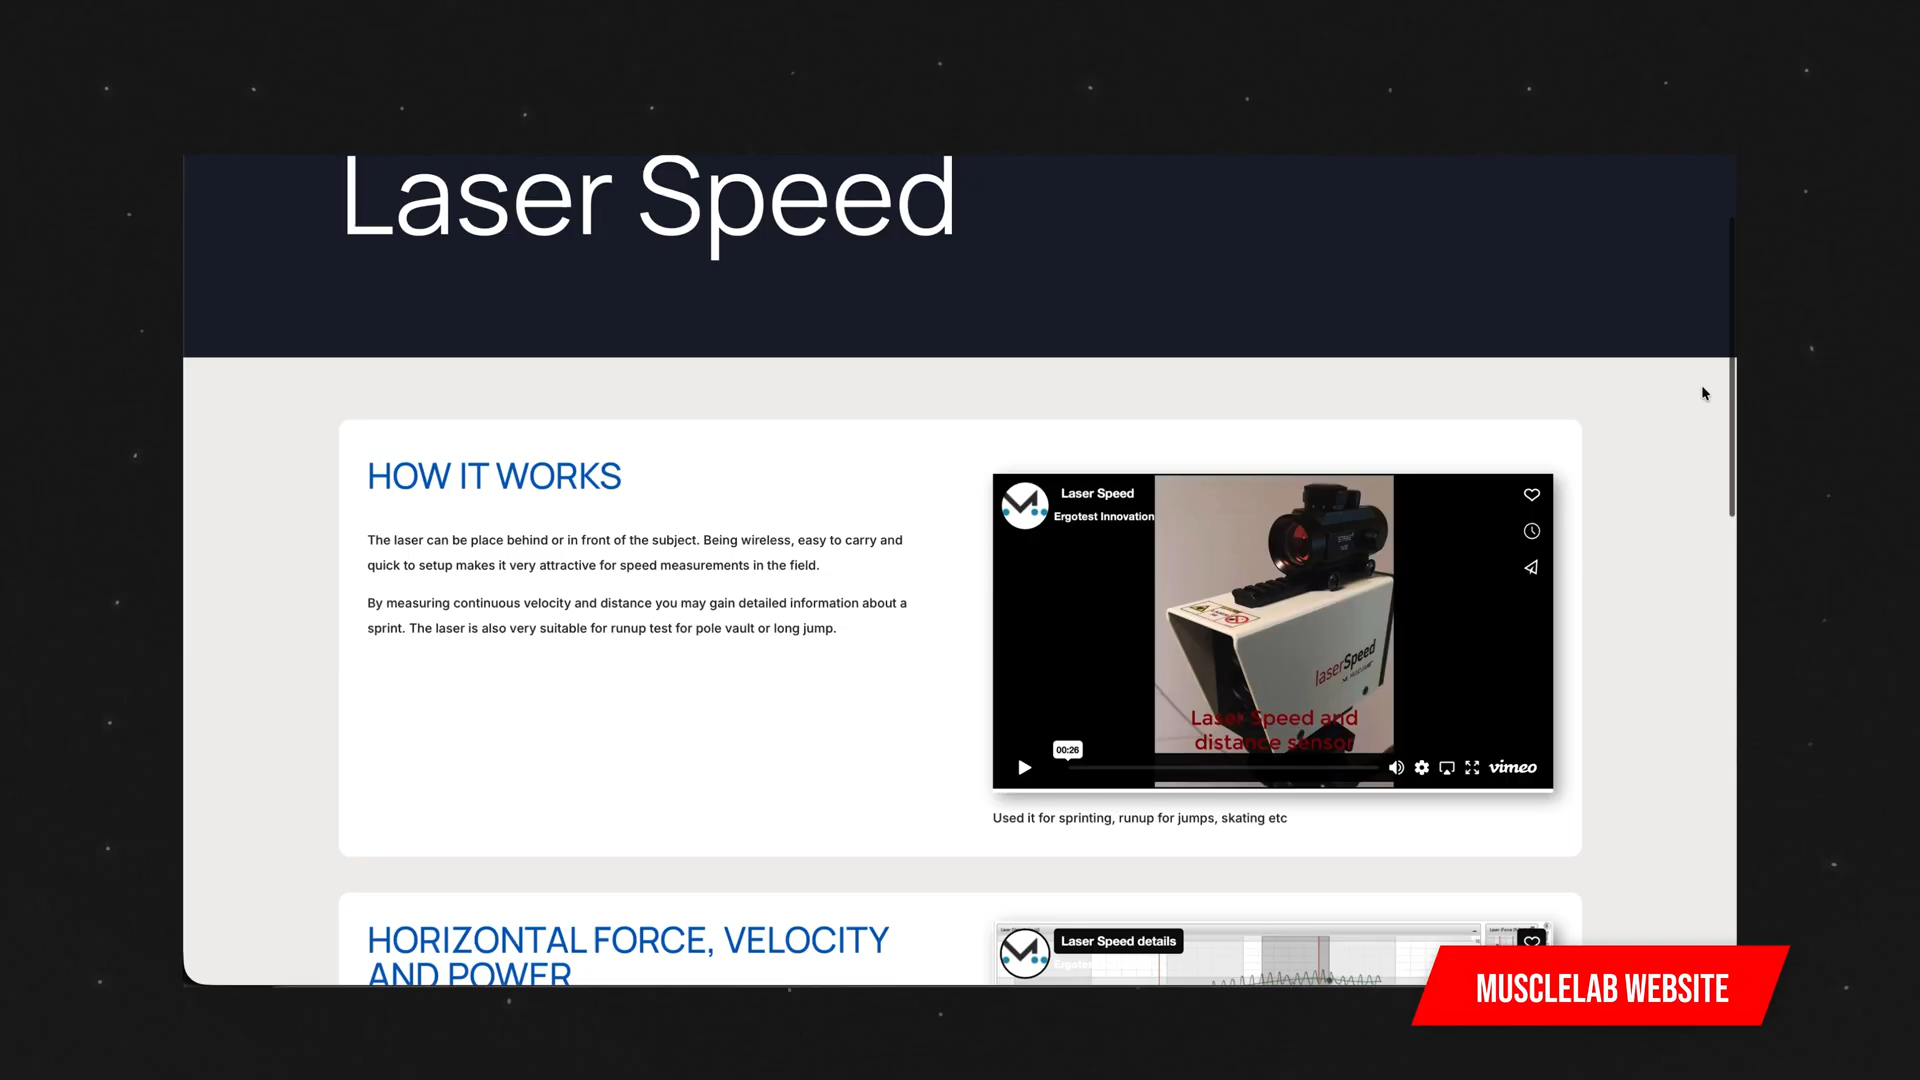 Laser Speed
HOW IT WORKS
The laser can be place behind or in front of the subject. Being wireless, easy to carry and
quick to setup makes it very attractive for speed measurements in the field.
By measuring continuous velocity and distance you may gain detailed information about a
sprint. The laser is also very suitable for runup test for pole vault or long jump.
Laser Speed
Ergotest Innovation
laserSpeed
Laser Speed and
distance sensor
00:26
vimeo
Used it for sprinting, runup for jumps, skating etc
HORIZONTAL FORCE, VELOCITY
AND POWER
Laser Speed details
MUSCLELAB WEBSITE